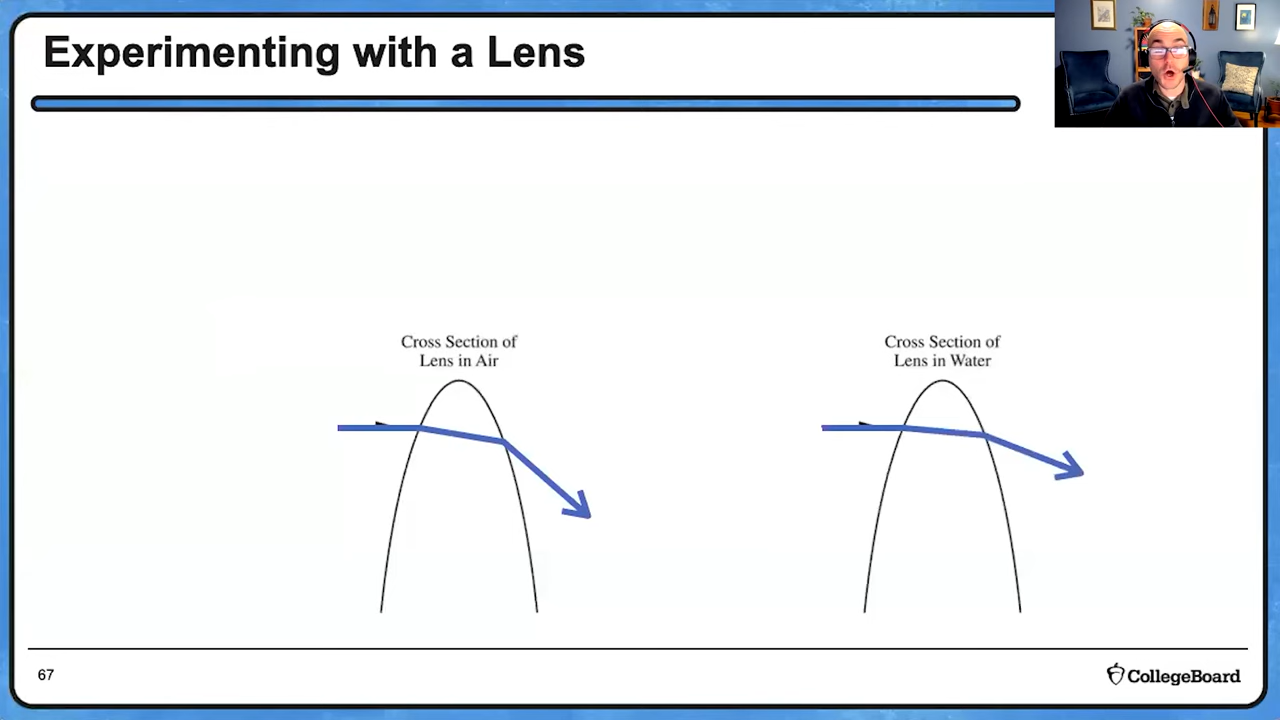 Experimenting with a Lens
Cross Section of
Lens in Air
Cross Section of
Lens in Water
67
CollegeBoard